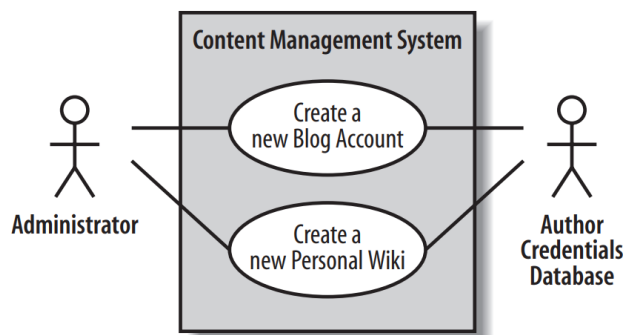 Content Management System
Create a
new Blog Account
Administrator
Create a
new Personal Wiki
Author
Credentials
Database